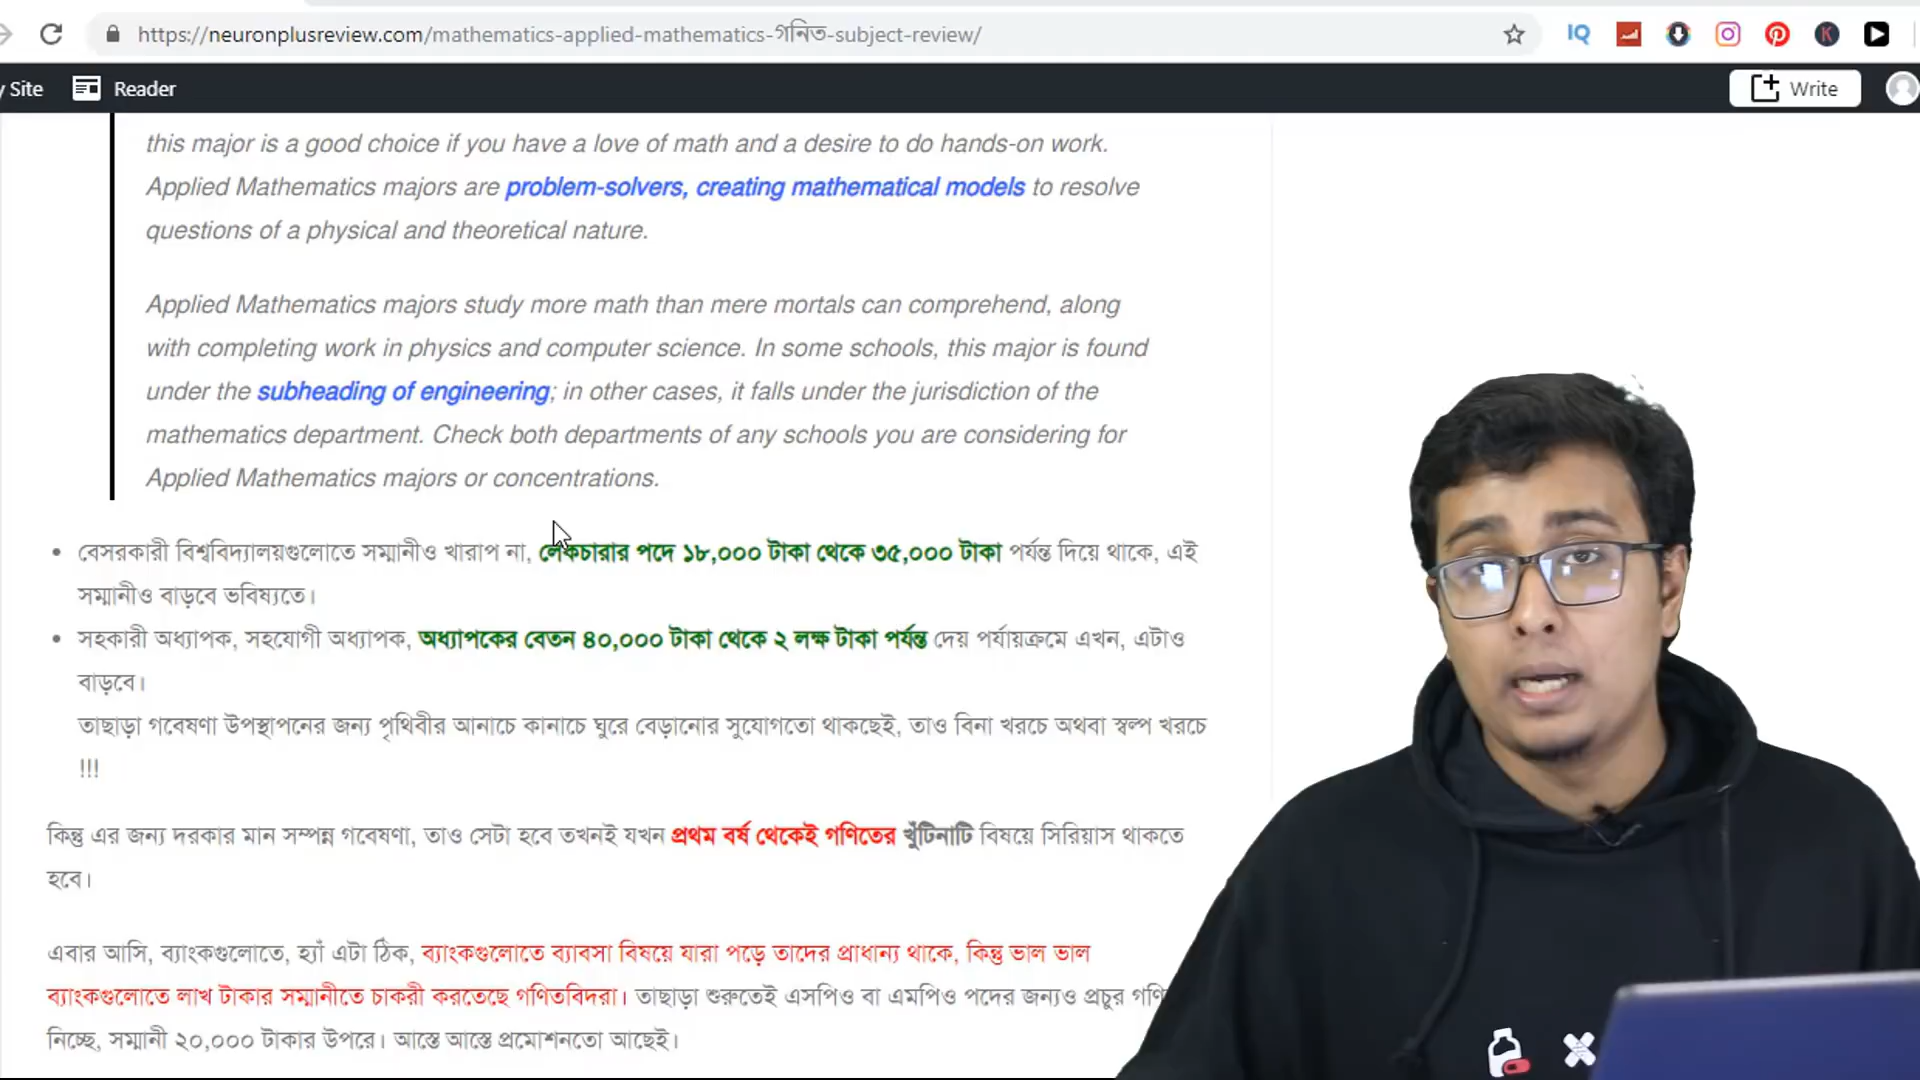 https://neuronplusreview.com/mathematics-applied-mathematics-গনিত-subject-review/
IQ
K
Site
Reader
Write
this major is a good choice if you have a love of math and a desire to do hands-on work.
Applied Mathematics majors are problem-solvers, creating mathematical models to resolve
questions of a physical and theoretical nature.
Applied Mathematics majors study more math than mere mortals can comprehend, along
with completing work in physics and computer science. In some schools, this major is found
under the subheading of engineering; in other cases, it falls under the jurisdiction of the
mathematics department. Check both departments of any schools you are considering for
Applied Mathematics majors or concentrations.
• বেসরকারী বিশ্ববিদ্যালয়গুলোতে সম্মানীও খারাপ না, লেকচারার পদে ১৮,০০০ টাকা থেকে ৩৫,০০০ টাকা পর্যন্ত দিয়ে থাকে, এই
সম্মানীও বাড়বে ভবিষ্যতে।
• সহকারী অধ্যাপক, সহযোগী অধ্যাপক, অধ্যাপকের বেতন ৪০,০০০ টাকা থেকে ২ লক্ষ টাকা পর্যন্ত দেয় পর্যায়ক্রমে এখন, এটাও
বাড়বে।
তাছাড়া গবেষণা উপস্থাপনের জন্য পৃথিবীর আনাচে কানাচে ঘুরে বেড়ানোর সুযোগতো থাকছেই, তাও বিনা খরচে অথবা স্বল্প খরচে
!!!
কিন্তু এর জন্য দরকার মান সম্পন্ন গবেষণা, তাও সেটা হবে তখনই যখন প্রথম বর্ষ থেকেই গণিতের খুঁটিনাটি বিষয়ে সিরিয়াস থাকতে
হবে।
এবার আসি, ব্যাংকগুলোতে, হ্যাঁ এটা ঠিক, ব্যাংকগুলোতে ব্যাবসা বিষয়ে যারা পড়ে তাদের প্রাধান্য থাকে, কিন্তু ভাল ভাল
ব্যাংকগুলোতে লাখ টাকার সম্মানীতে চাকরী করতেছে গণিতবিদরা। তাছাড়া শুরুতেই এসপিও বা এমপিও পদের জন্যও প্রচুর
নিচ্ছে, সম্মানী ২০,০০০ টাকার উপরে। আস্তে আস্তে প্রমোশনতো আছেই।